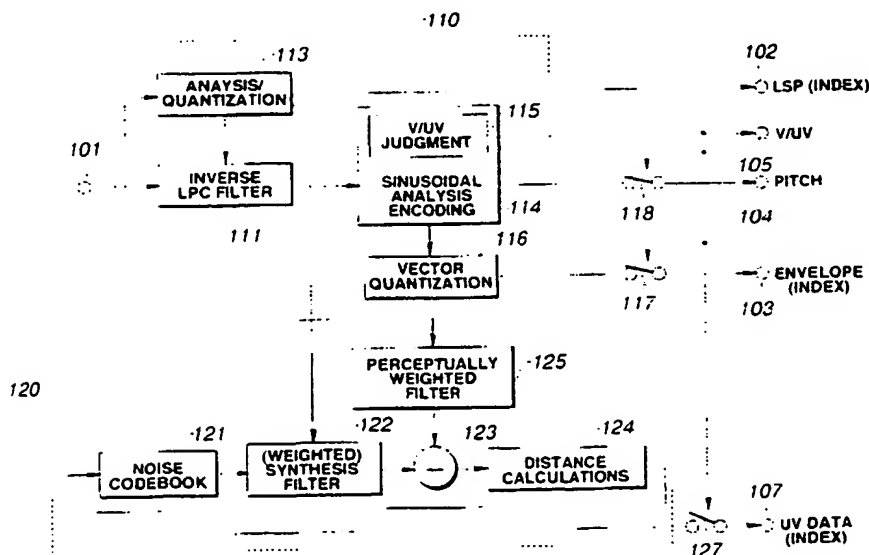 110
113
102
ANAYSIS/
QUANTIZATION
LSP (INDEX)
115
V/UV
JUDGMENT
V/UV
101
INVERSE
LPC FILTER
SINUSOIDAL
ANALYSIS
ENCODING
105
PITCH
111
114
118
104
116
VECTOR
QUANTIZATION
ENVELOPE
(INDEX)
117
103
PERCEPTUALLY
WEIGHTED
FILTER
125
120
121
122
123
124
NOISE
CODEBOOK
(WEIGHTED)
SYNTHESIS
FILTER
DISTANCE
CALCULATIONS
107
UV DATA
(INDEX)
127